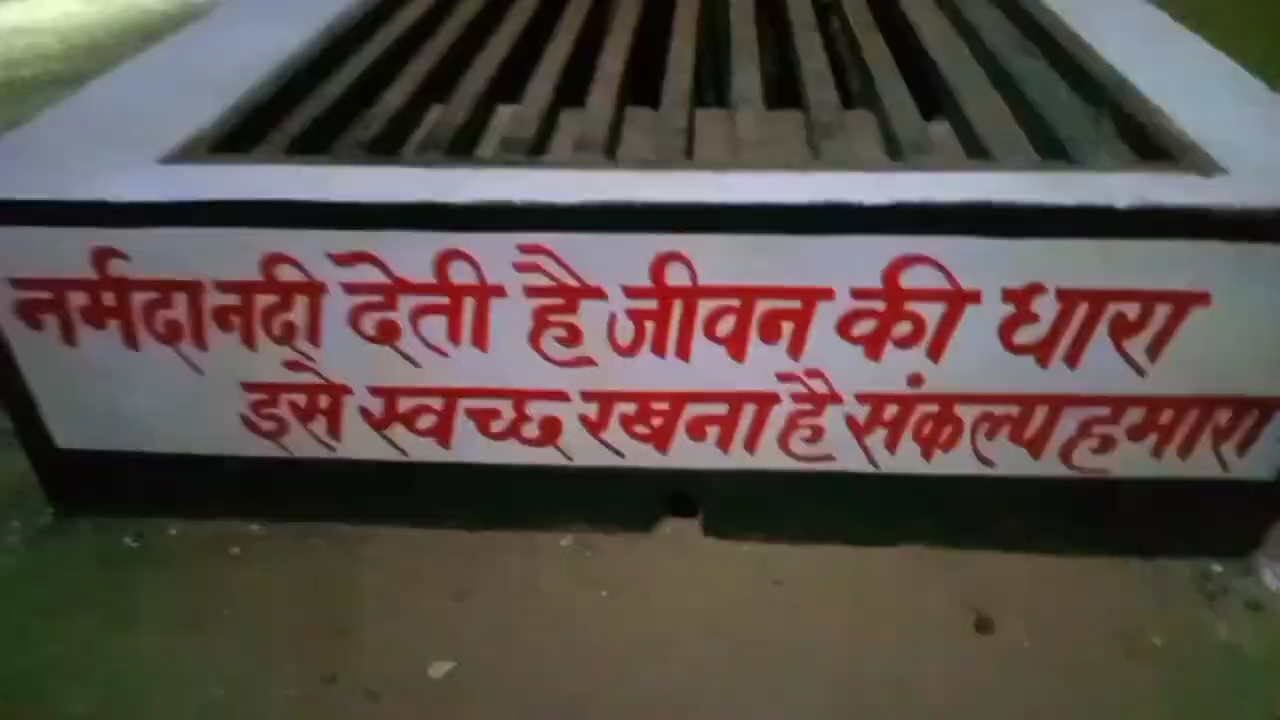 नर्मदा नदी देती है जीवन की धारा
इसे स्वच्छ रखना है संकल्प हमारा